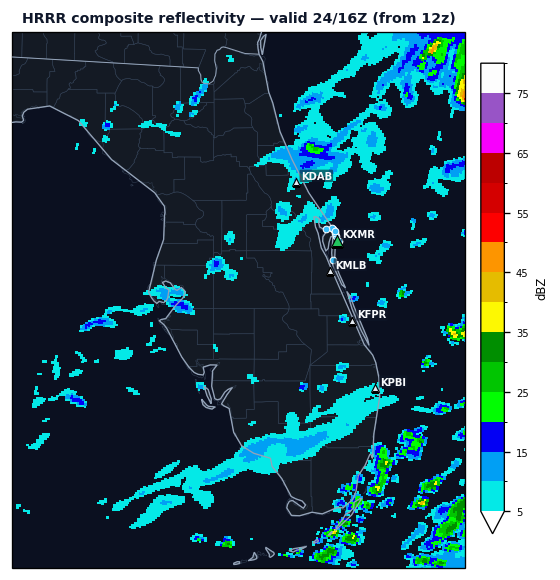 HRRR composite reflectivity — valid 24/16Z (from 12z)
KDAB
KXMR
KMLB
KFPR
KPBI
75
65
55
45
35
25
15
5
dBZ